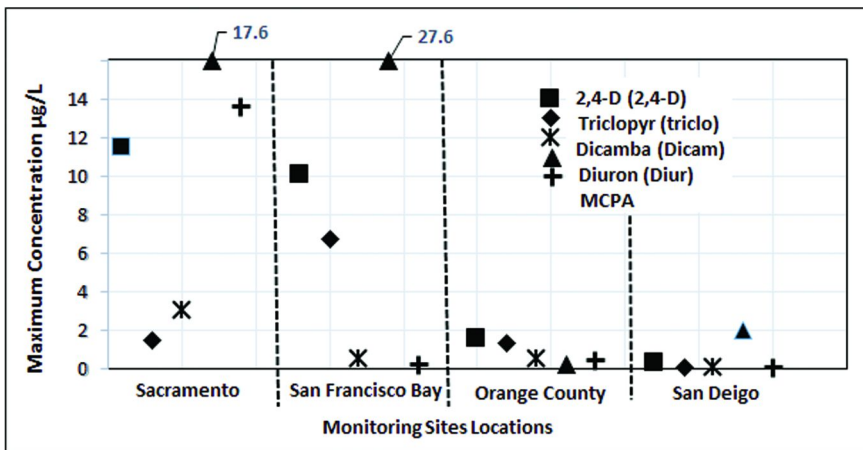 17.6
27.6
Maximum Concentration µg/L
14
12
10
8
6
4
2
0
2,4-D (2,4-D)
Triclopyr (triclo)
Dicamba (Dicam)
Diuron (Diur)
MCPA
Sacramento
San Francisco Bay
Orange County
San Deigo
Monitoring Sites Locations